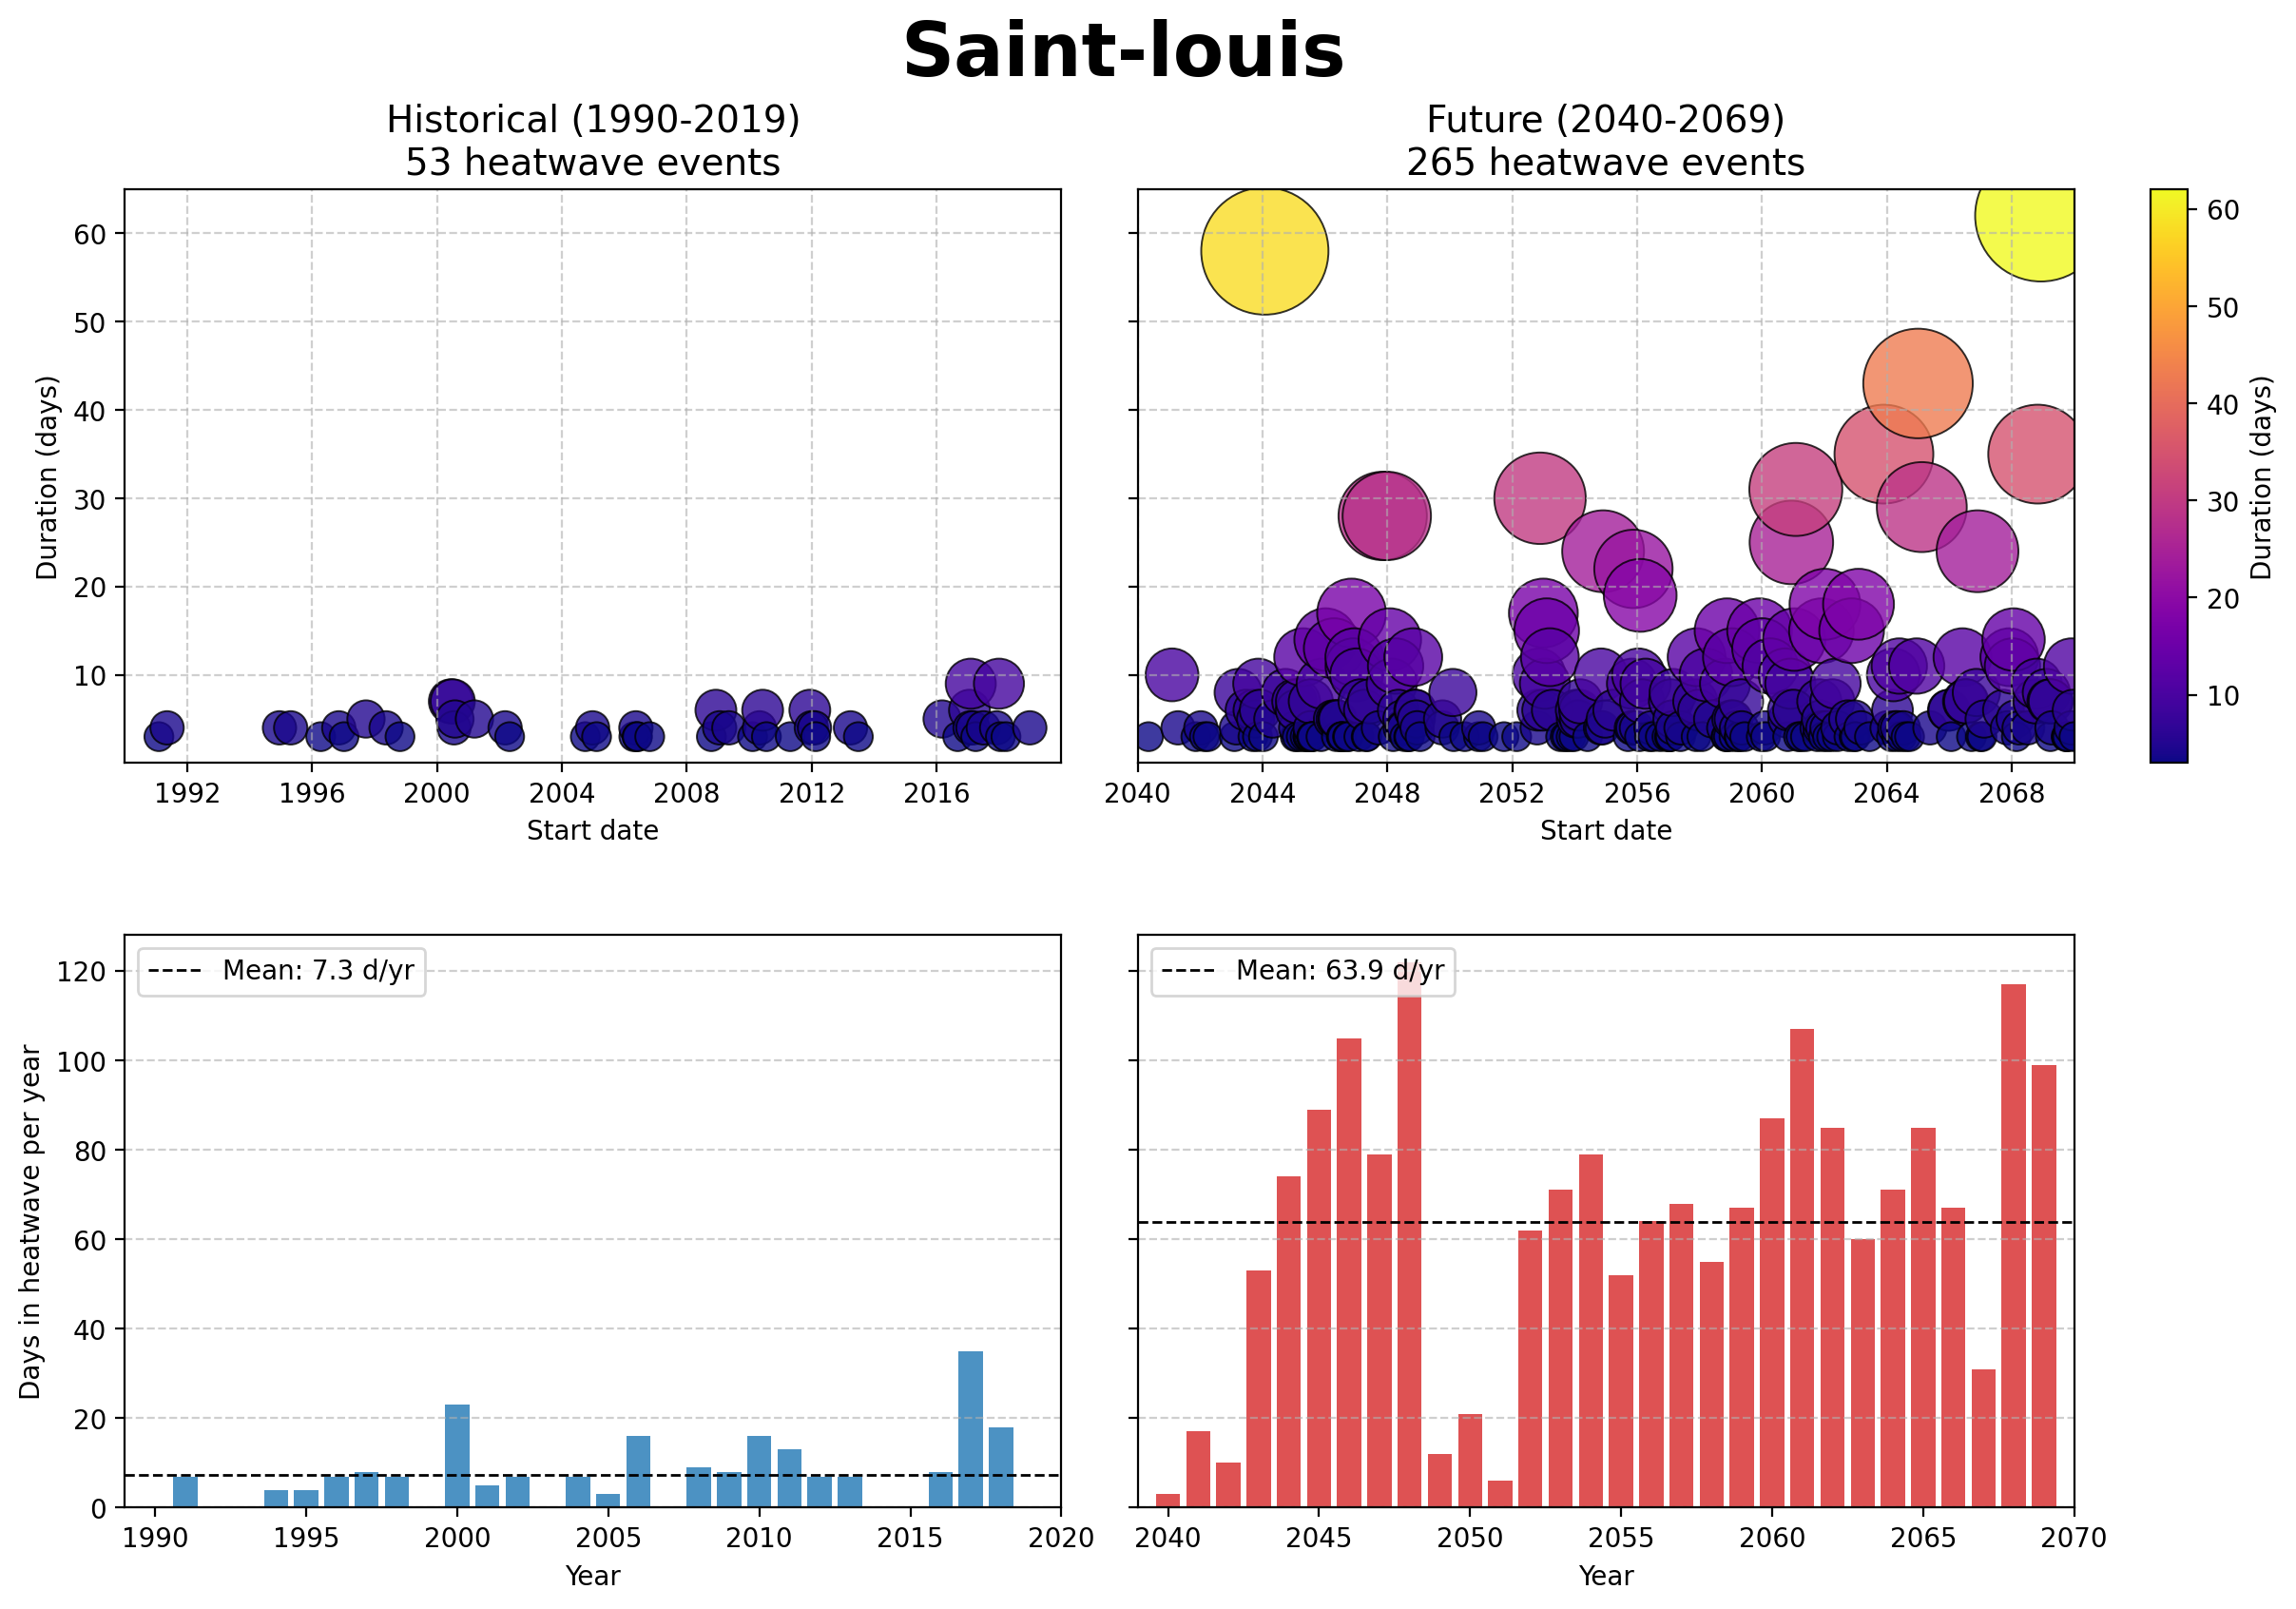 Saint-louis
Historical (1990-2019)
53 heatwave events
Future (2040-2069)
265 heatwave events
60
50
40
30
20
10
Duration (days)
1992 1996 2000 2004 2008 2012 2016
Start date
2040 2044 2048 2052 2056 2060 2064 2068
Start date
60
50
40
30
20
10
Duration (days)
Mean: 7.3 d/yr
120
100
80
60
40
20
0
Days in heatwave per year
1990 1995 2000 2005 2010 2015 2020
Year
Mean: 63.9 d/yr
2040 2045 2050 2055 2060 2065 2070
Year